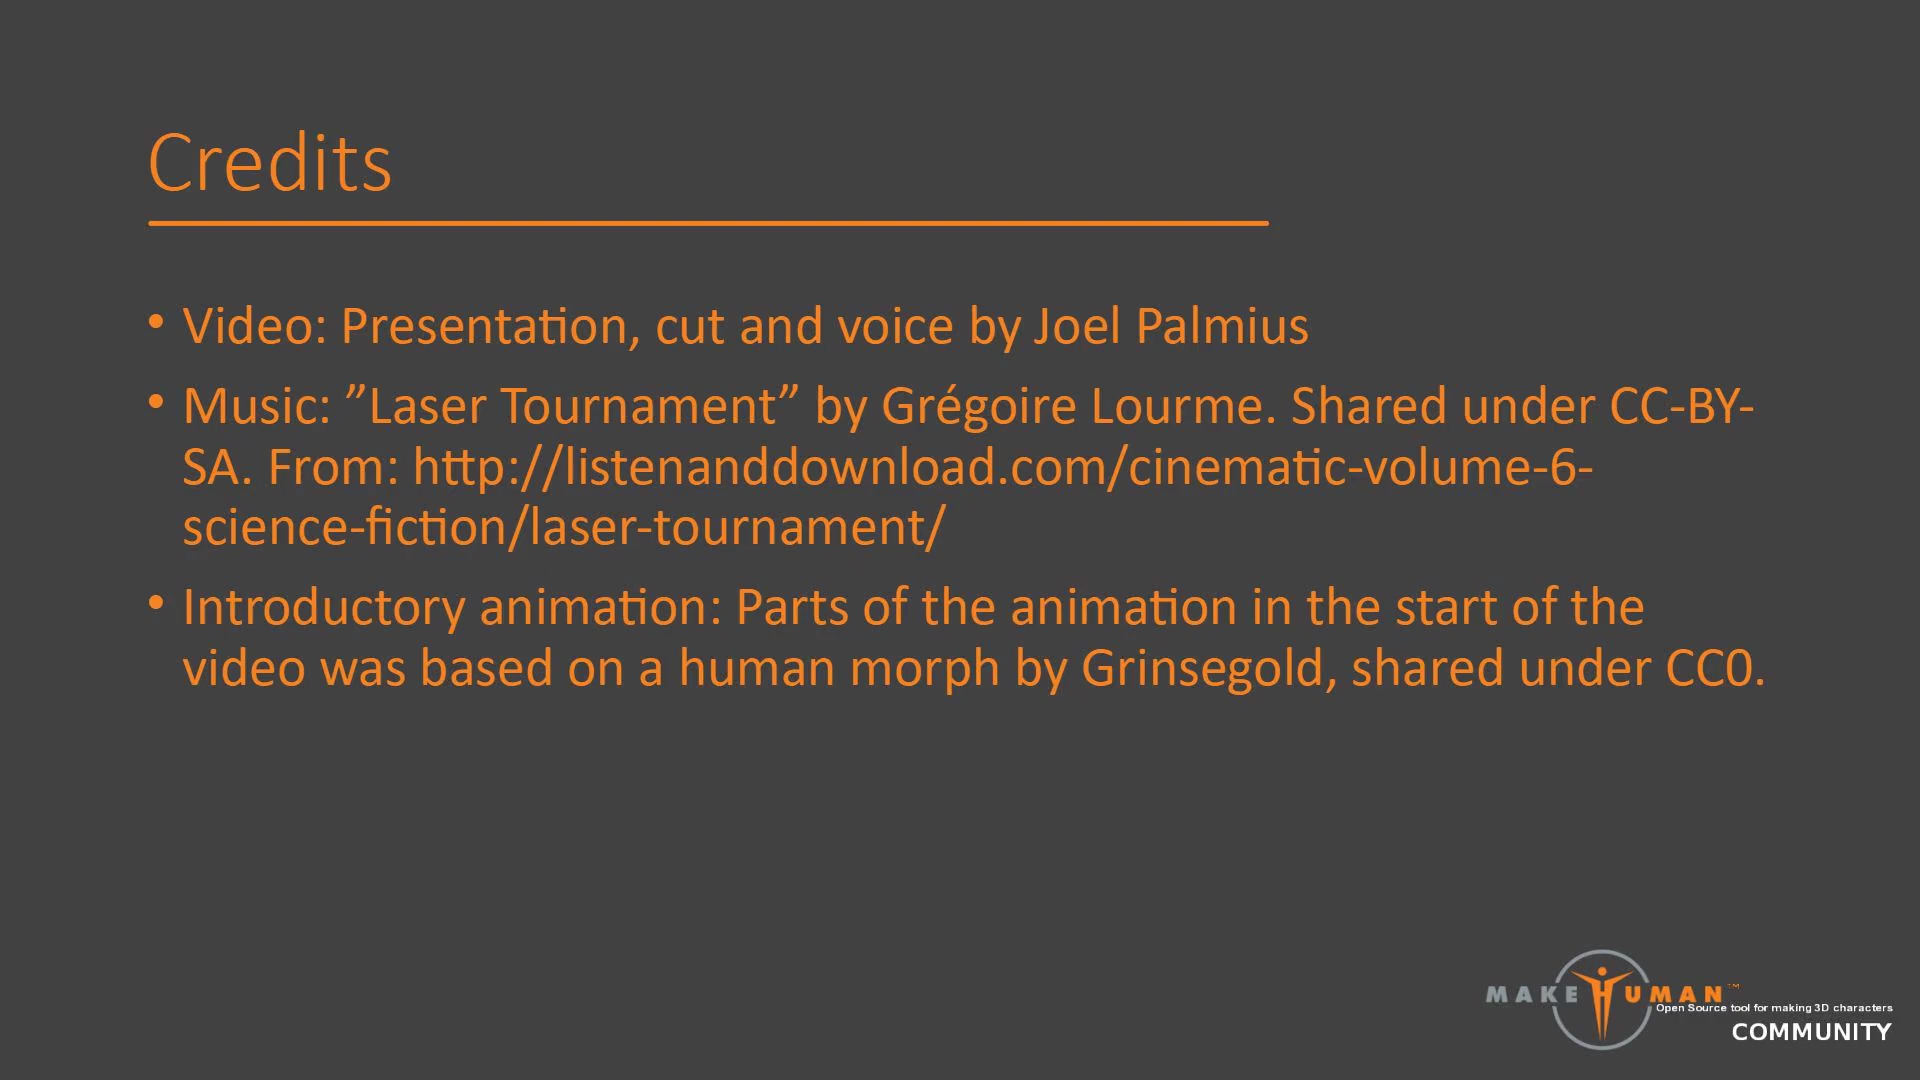 Credits
• Video: Presentation, cut and voice by Joel Palmius
• Music: ”Laser Tournament” by Grégoire Lourme. Shared under CC-BY-
SA. From: http://listenanddownload.com/cinematic-volume-6-
science-fiction/laser-tournament/
• Introductory animation: Parts of the animation in the start of the
video was based on a human morph by Grinsegold, shared under CC0.
MAKEHUMAN™
Open Source tool for making 3D characters
COMMUNITY